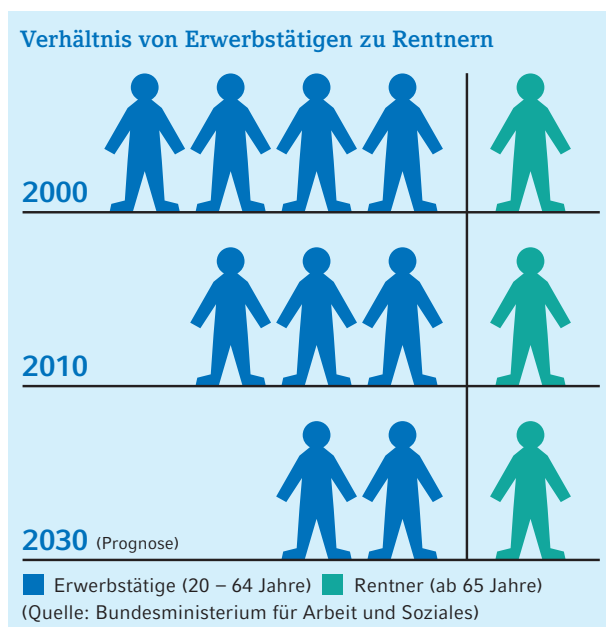 Verhältnis von Erwerbstätigen zu Rentnern
2000
2010
2030 (Prognose)
Erwerbstätige (20 – 64 Jahre) Rentner (ab 65 Jahre)
(Quelle: Bundesministerium für Arbeit und Soziales)